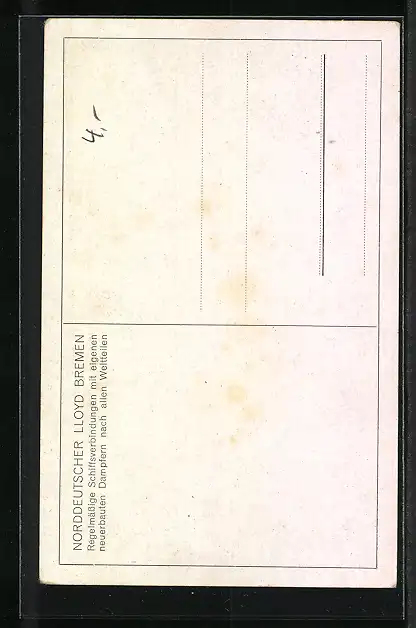 NORDDEUTSCHER LLOYD BREMEN
Regelmäßige Schiffsverbindungen mit eigenen
neuerbauten Dampfern nach allen Weltteilen
4,-